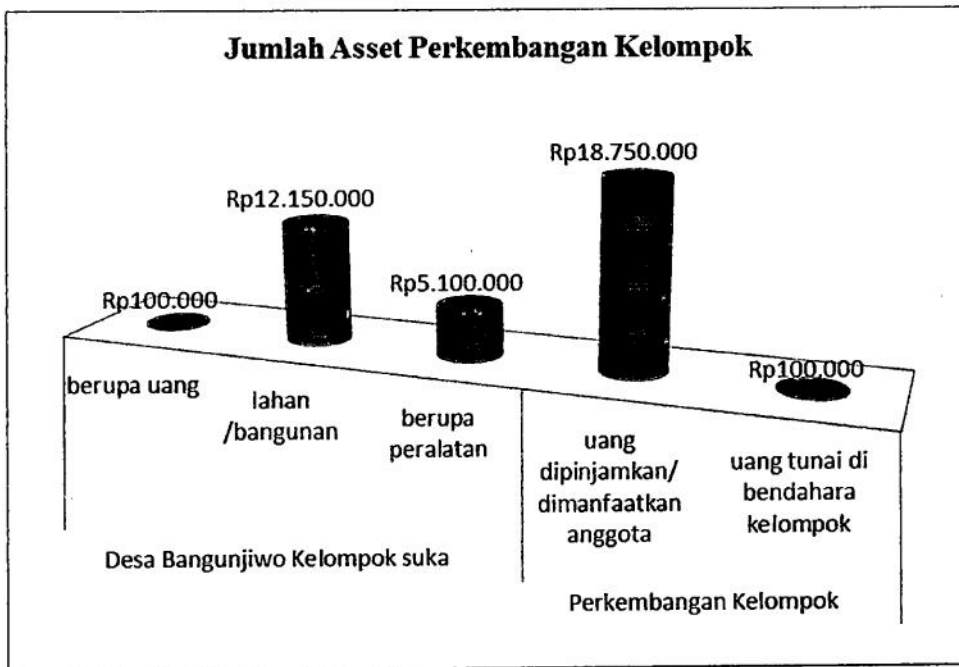 Jumlah Asset Perkembangan Kelompok
Rp18.750.000
Rp12.150.000
Rp5.100.000
Rp100.000
Rp100.000
berupa uang
lahan
/bangunan
berupa
peralatan
uang
dipinjamkan/
dimanfaatkan
anggota
uang tunai di
bendahara
kelompok
Desa Bangunjiwo Kelompok suka
Perkembangan Kelompok